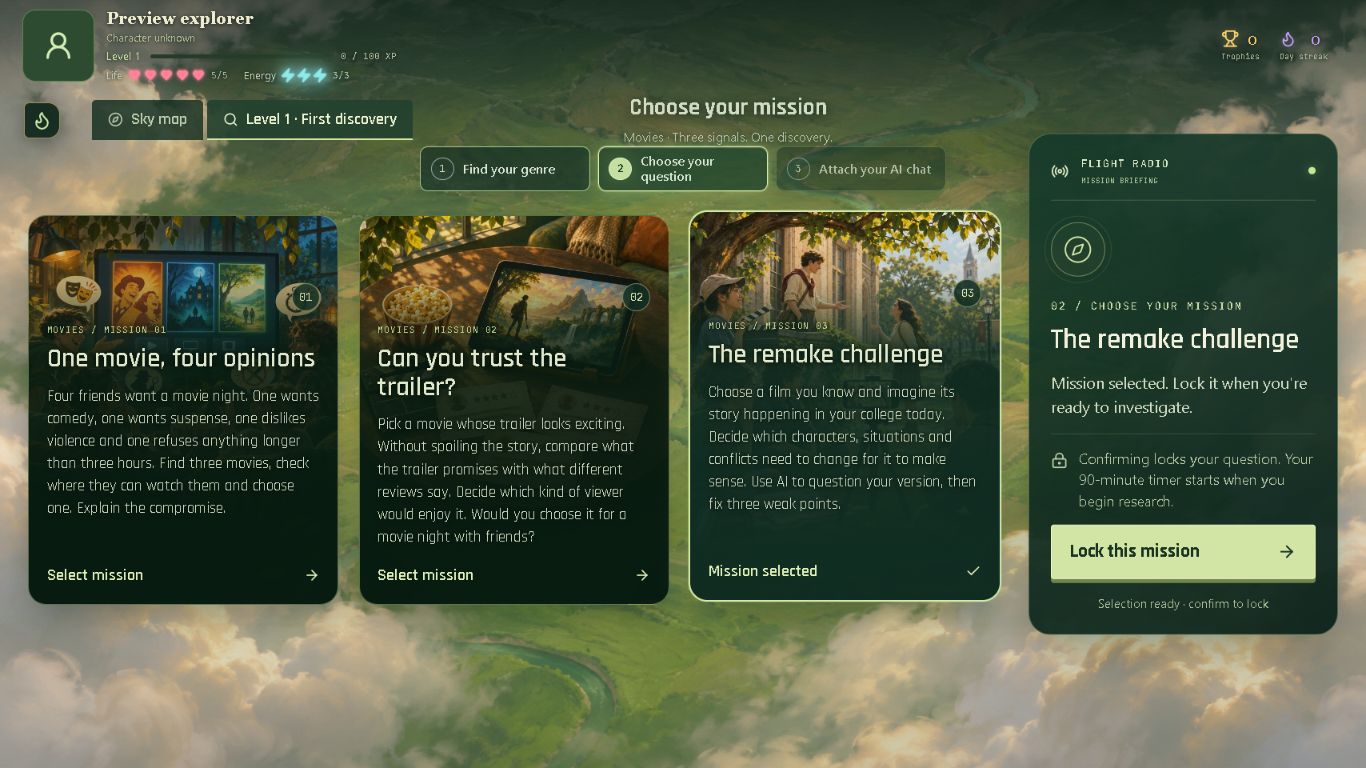 Preview explorer
Character unknown
Level 1
0 / 100 XP
Life
5/5
Energy
3/3
0
0
Trophies
Day streak
Sky map
Level 1 · First discovery
Choose your mission
Movies · Three signals. One discovery.
1
Find your genre
2
Choose your
question
3
Attach your AI chat
01
MOVIES / MISSION 01
One movie, four opinions
Four friends want a movie night. One wants
comedy, one wants suspense, one dislikes
violence and one refuses anything longer
than three hours. Find three movies, check
where they can watch them and choose
one. Explain the compromise.
Select mission
02
MOVIES / MISSION 02
Can you trust the
trailer?
Pick a movie whose trailer looks exciting.
Without spoiling the story, compare what
the trailer promises with what different
reviews say. Decide which kind of viewer
would enjoy it. Would you choose it for a
movie night with friends?
Select mission
03
MOVIES / MISSION 03
The remake challenge
Choose a film you know and imagine its
story happening in your college today.
Decide which characters, situations and
conflicts need to change for it to make
sense. Use AI to question your version, then
fix three weak points.
Mission selected
FLIGHT RADIO
MISSION BRIEFING
02 / CHOOSE YOUR MISSION
The remake challenge
Mission selected. Lock it when you're
ready to investigate.
Confirming locks your question. Your
90-minute timer starts when you
begin research.
Lock this mission
Selection ready · confirm to lock